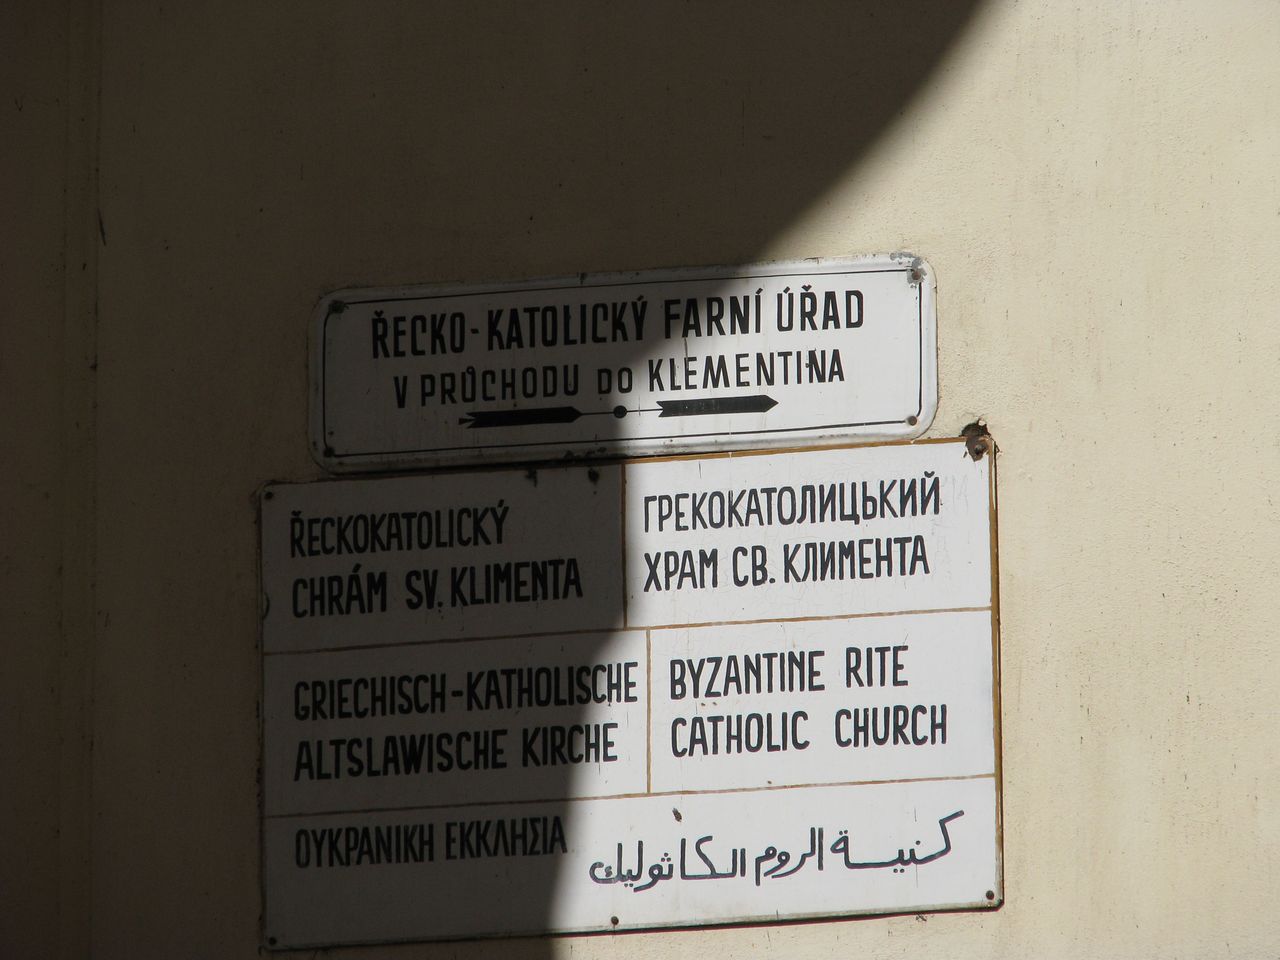 ŘECKO-KATOLICKÝ FARNÍ ÚŘAD
V PRŮCHODU DO KLEMENTINA
ŘECKOKATOLICKÝ
CHRÁM SV. KLIMENTA
ГРЕКОКАТОЛИЦЬКИЙ
ХРАМ СВ. КЛИМЕНТА
GRIECHISCH-KATHOLISCHE
ALTSLAWISCHE KIRCHE
BYZANTINE RITE
CATHOLIC CHURCH
ΟΥΚΡΑΝΙΚΗ ΕΚΚΛΗΣΙΑ
كنيسة الروم الكاثوليك